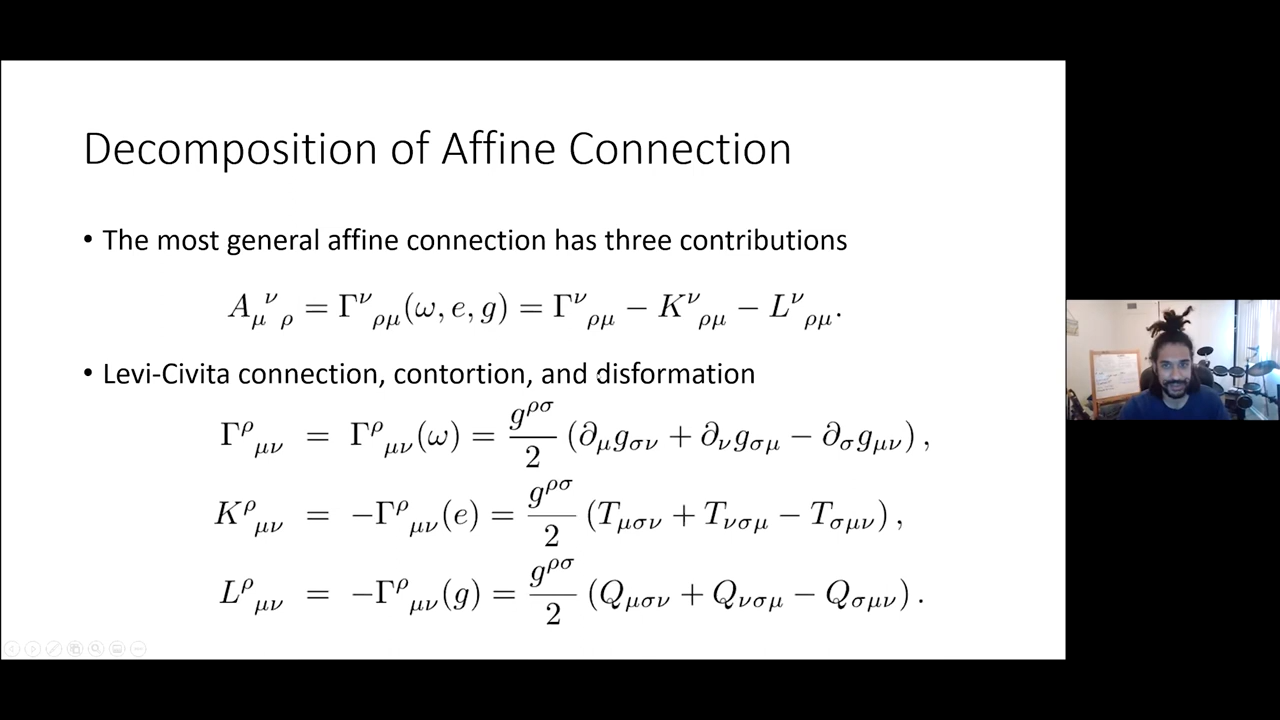 Decomposition of Affine Connection
• The most general affine connection has three contributions
A_μ^ν_ρ = Γ^ν_ρμ(ω, e, g) = Γ^ν_ρμ − K^ν_ρμ − L^ν_ρμ.
• Levi-Civita connection, contortion, and disformation
Γ^ρ_μν = Γ^ρ_μν(ω) = g^ρσ/2 (∂_μ g_σν + ∂_ν g_σμ − ∂_σ g_μν),
K^ρ_μν = −Γ^ρ_μν(e) = g^ρσ/2 (T_μσν + T_νσμ − T_σμν),
L^ρ_μν = −Γ^ρ_μν(g) = g^ρσ/2 (Q_μσν + Q_νσμ − Q_σμν).